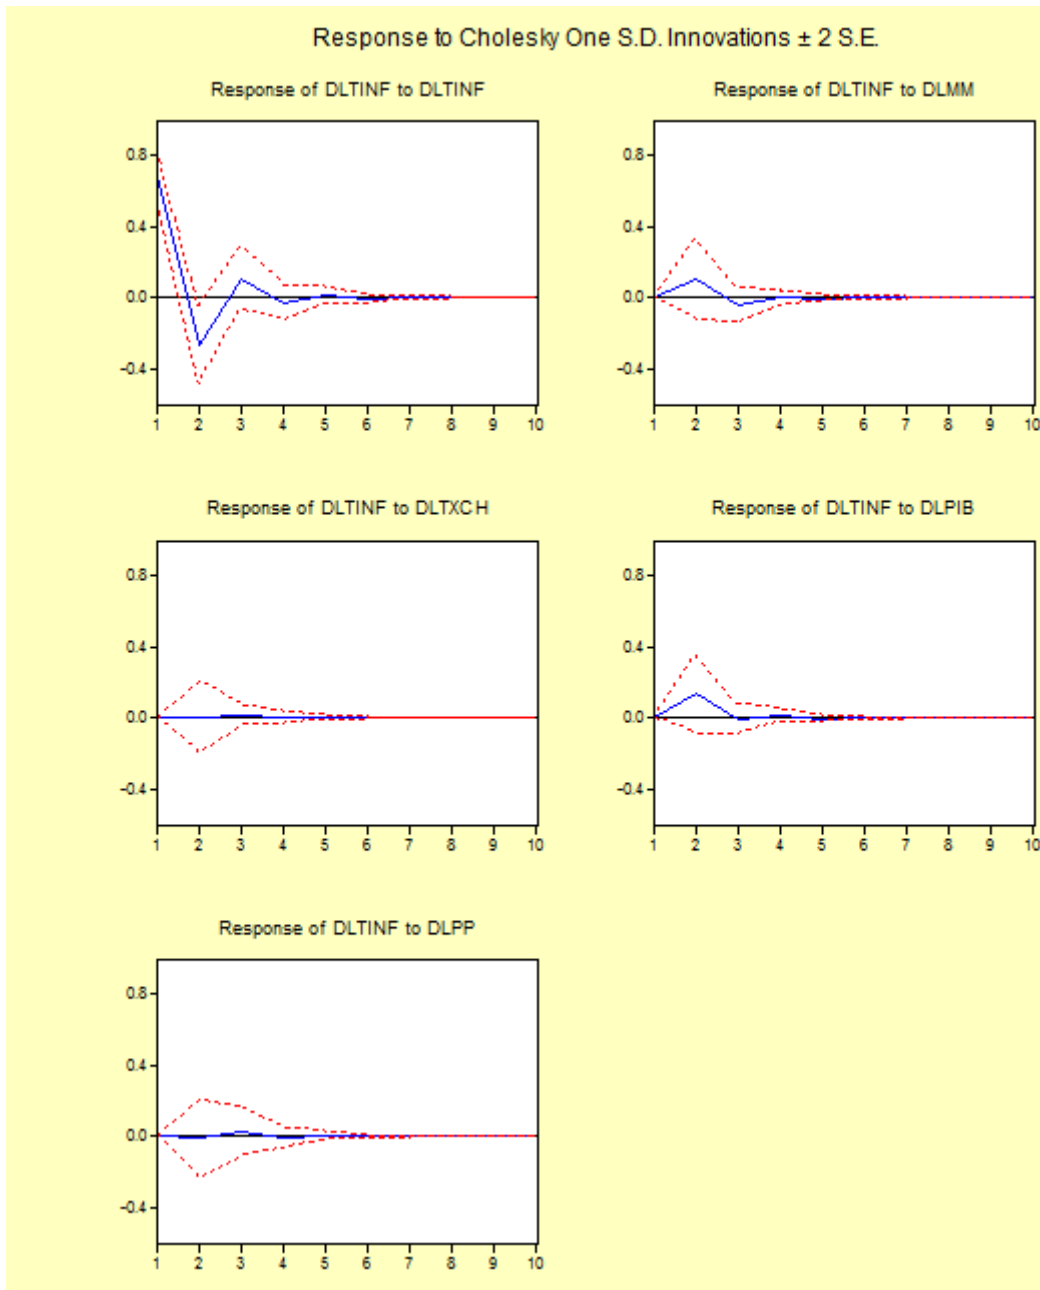 Response to Cholesky One S.D. Innovations ± 2 S.E.
Response of DLTINF to DLTINF
0.8
0.4
0.0
-0.4
1 2 3 4 5 6 7 8 9 10
Response of DLTINF to DLMM
0.8
0.4
0.0
-0.4
1 2 3 4 5 6 7 8 9 10
Response of DLTINF to DLTXCH
0.8
0.4
0.0
-0.4
1 2 3 4 5 6 7 8 9 10
Response of DLTINF to DLPIB
0.8
0.4
0.0
-0.4
1 2 3 4 5 6 7 8 9 10
Response of DLTINF to DLPP
0.8
0.4
0.0
-0.4
1 2 3 4 5 6 7 8 9 10